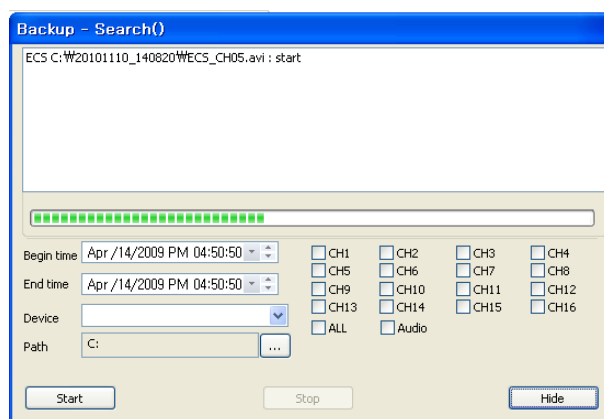 Backup - Search()
ECS C:₩20101110_140820₩ECS_CH05.avi : start
Begin time Apr /14/2009 PM 04:50:50
CH1 CH2 CH3 CH4
CH5 CH6 CH7 CH8
End time Apr /14/2009 PM 04:50:50
CH9 CH10 CH11 CH12
CH13 CH14 CH15 CH16
Device
ALL Audio
Path C: ...
Start Stop Hide